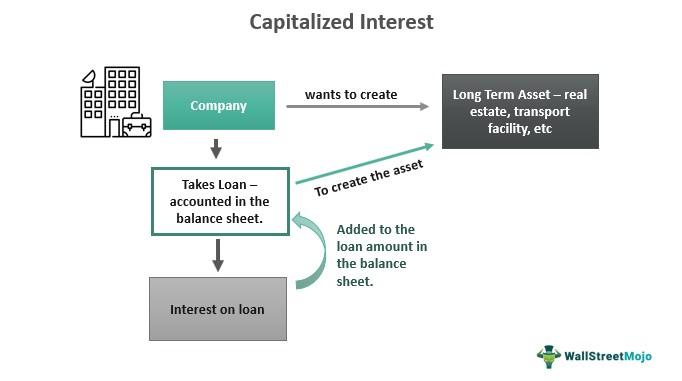 Capitalized Interest
Company
wants to create
Long Term Asset – real
estate, transport
facility, etc
Takes Loan –
accounted in the
balance sheet.
To create the asset
Added to the
loan amount in
the balance
sheet.
Interest on loan
WallStreetMojo